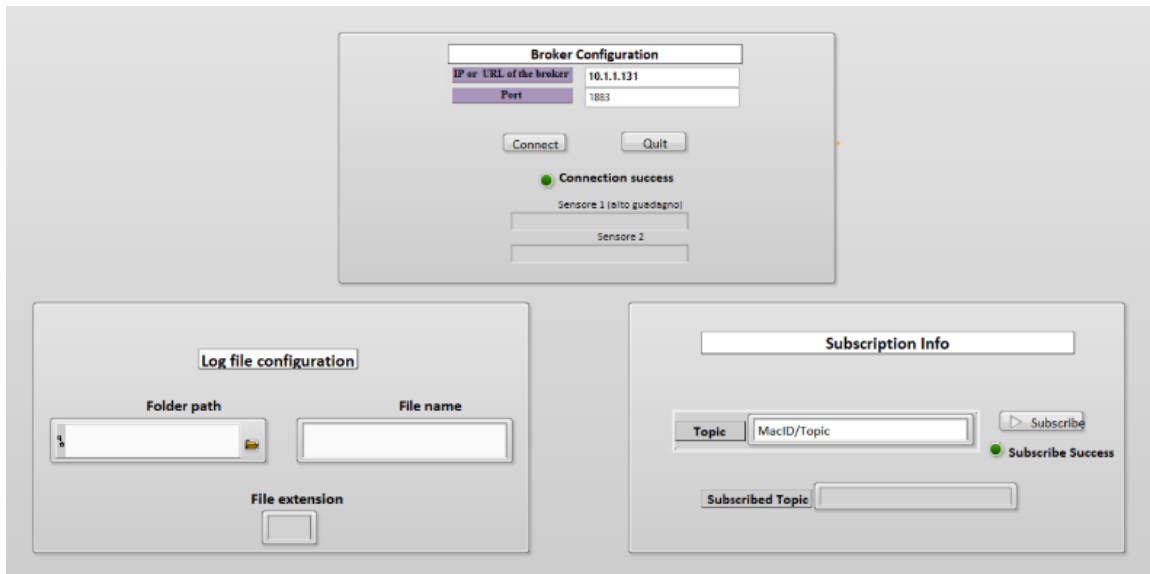 Broker Configuration
IP or URL of the broker 10.1.1.131
Port 1883
Connect Quit
Connection success
Sensore 1 (alto guadagno)
Sensore 2
Log file configuration
Folder path File name
File extension
Subscription Info
Topic MacID/Topic Subscribe
Subscribe Success
Subscribed Topic